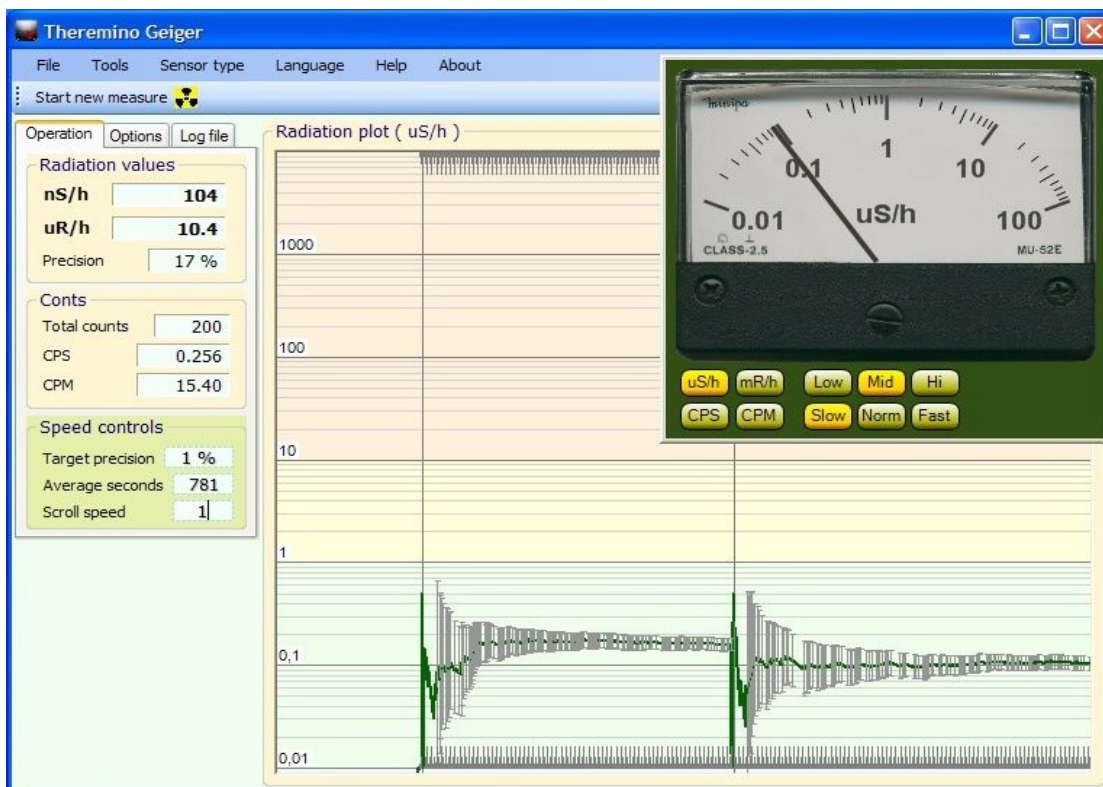 Theremino Geiger
File Tools Sensor type Language Help About
Start new measure
Operation Options Log file
Radiation values
nS/h 104
uR/h 10.4
Precision 17 %
Conts
Total counts 200
CPS 0.256
CPM 15.40
Speed controls
Target precision 1 %
Average seconds 781
Scroll speed 1
Radiation plot ( uS/h )
1000
100
10
1
0,1
0,01
minipa
0.01 0.1 1 10 100
uS/h
CLASS-2.5 MU-52E
uS/h mR/h Low Mid Hi
CPS CPM Slow Norm Fast